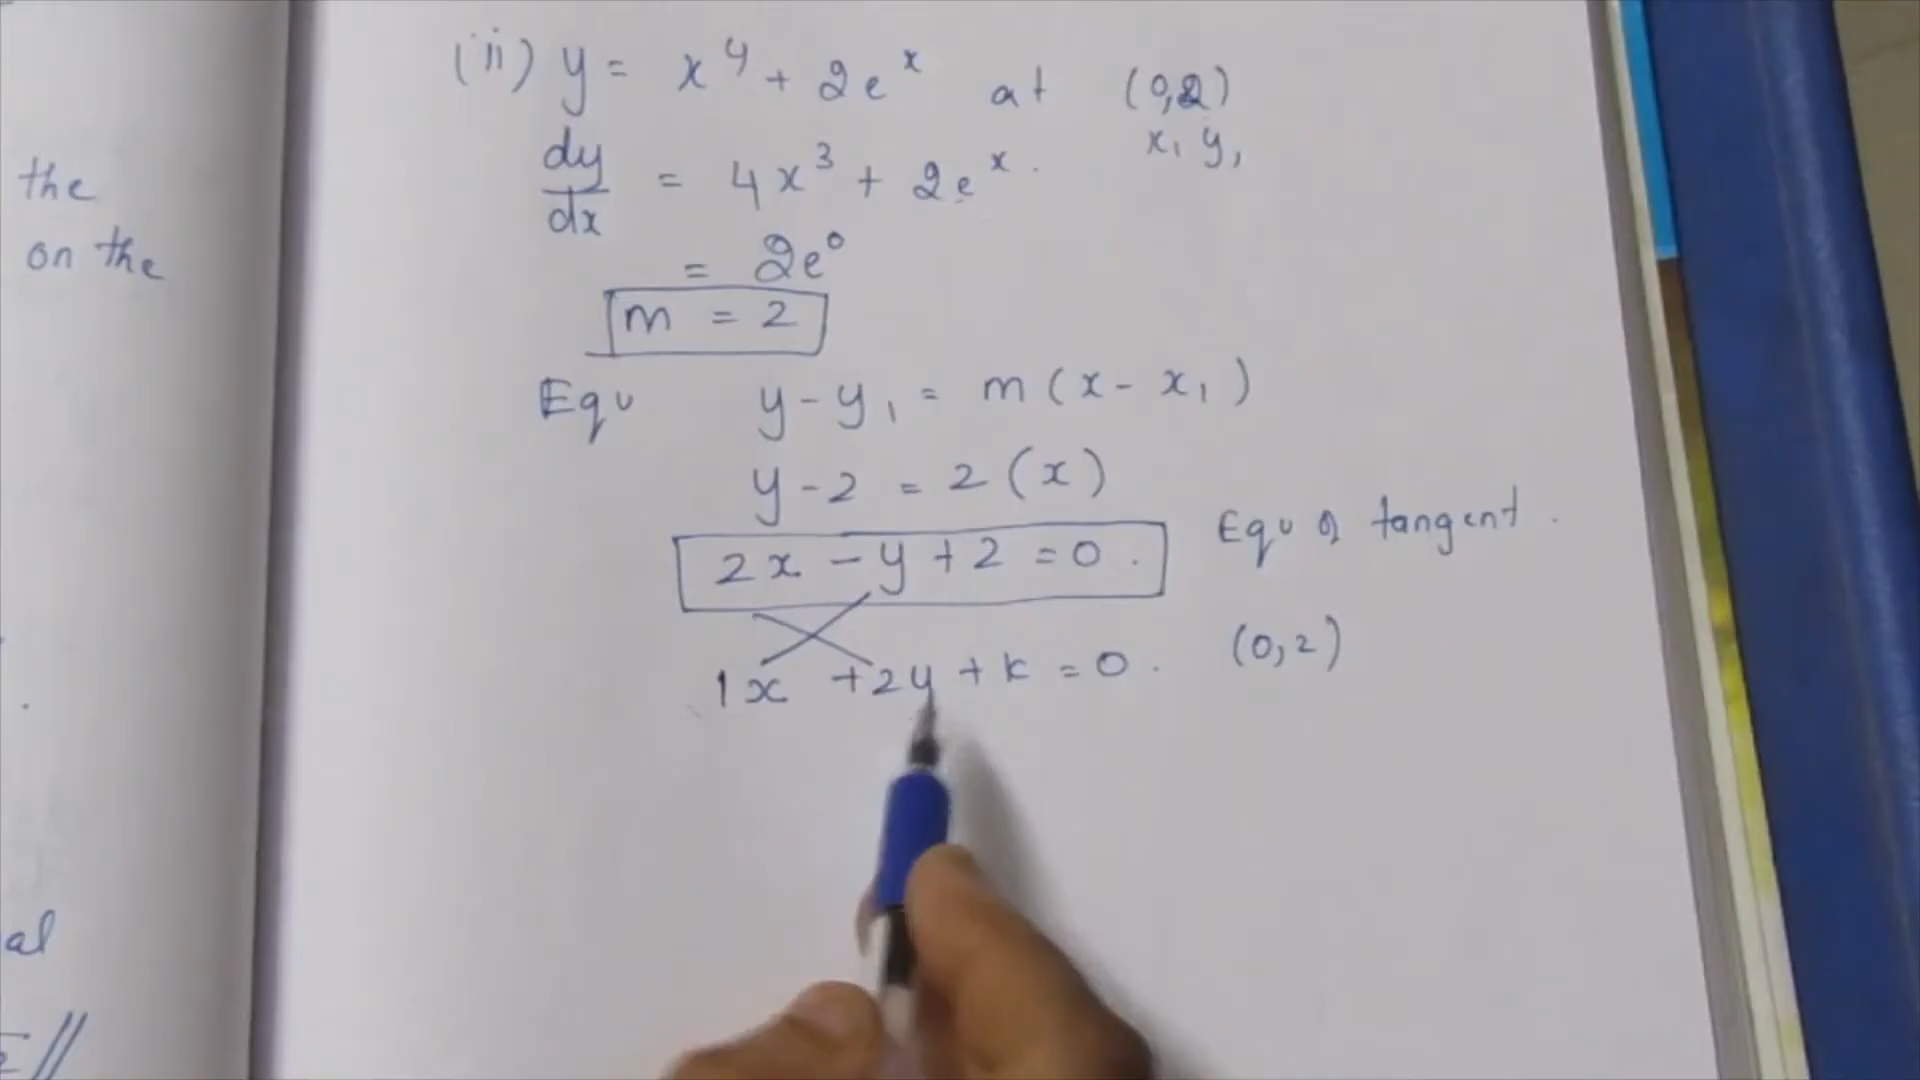 the
on the
al
(ii) y = x⁴ + 2eˣ at (0,2)
x₁ y₁
dy/dx = 4x³ + 2eˣ.
= 2e⁰
m = 2
Equ y - y₁ = m(x - x₁)
y - 2 = 2(x)
2x - y + 2 = 0. Equ of tangent.
1x + 2y + k = 0. (0,2)